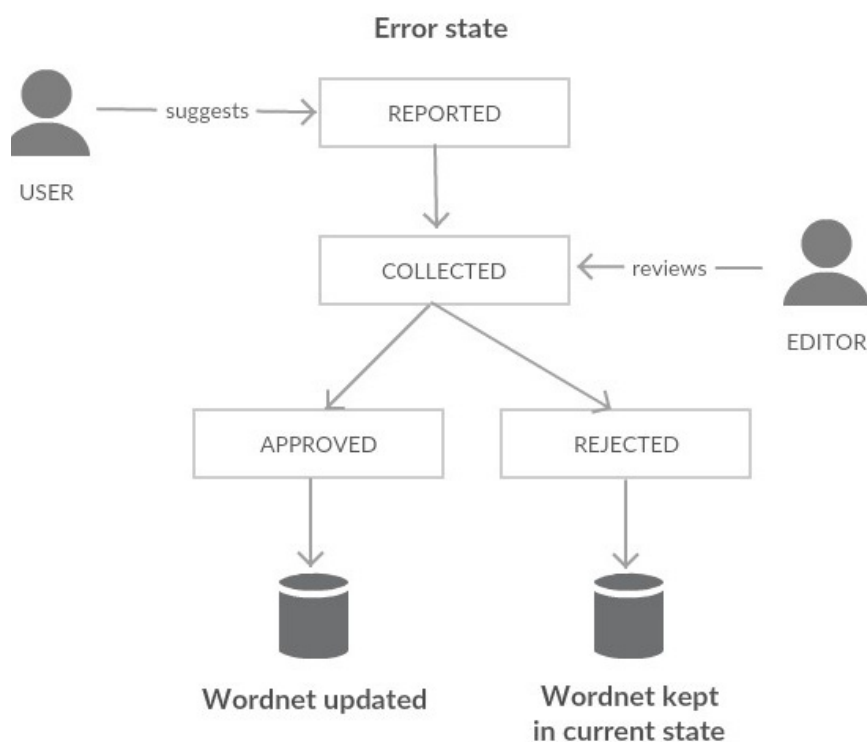 Error state
suggests
REPORTED
USER
COLLECTED
reviews
EDITOR
APPROVED
REJECTED
Wordnet updated
Wordnet kept
in current state